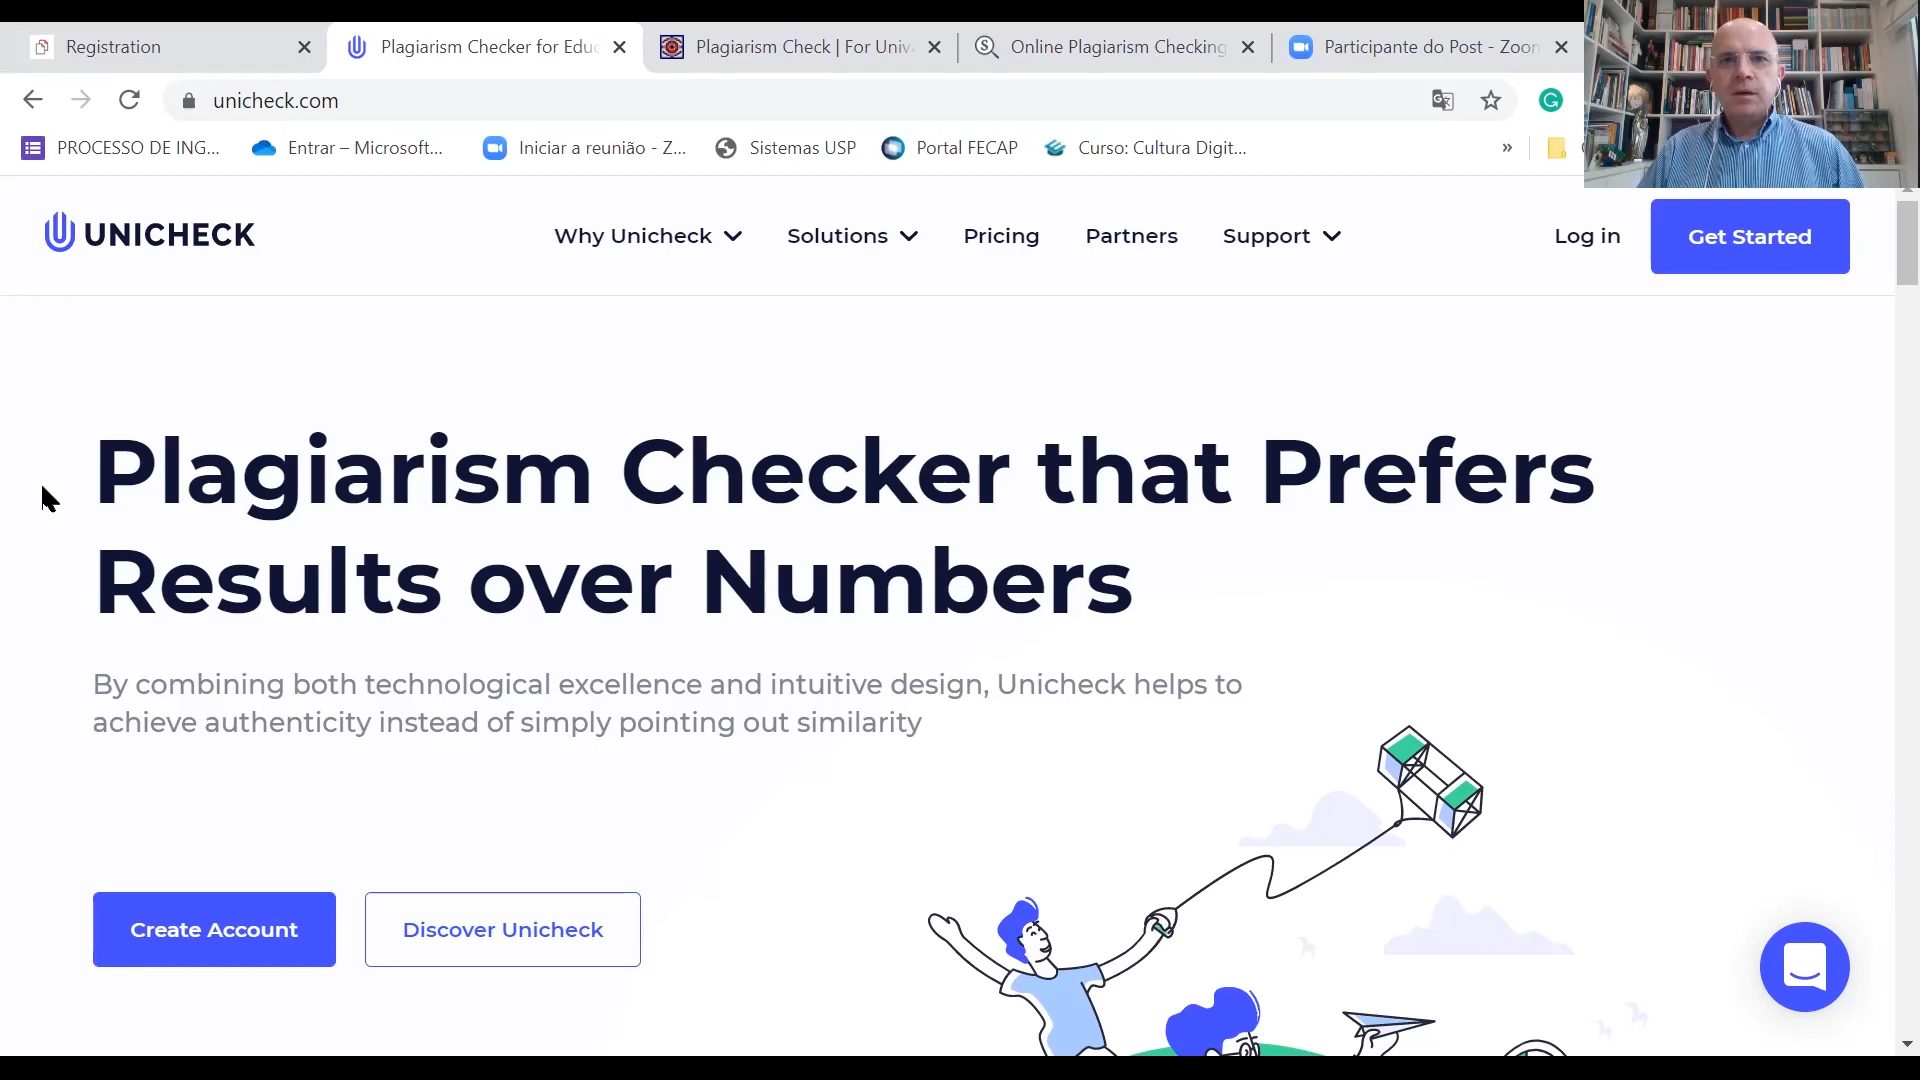 Registration
Plagiarism Checker for Educ
Plagiarism Check | For Univ
Online Plagiarism Checking
Participante do Post - Zoom
unicheck.com
PROCESSO DE ING...
Entrar – Microsoft...
Iniciar a reunião - Z...
Sistemas USP
Portal FECAP
Curso: Cultura Digit...
»
UNICHECK
Why Unicheck
Solutions
Pricing
Partners
Support
Log in
Get Started
Plagiarism Checker that Prefers
Results over Numbers
By combining both technological excellence and intuitive design, Unicheck helps to
achieve authenticity instead of simply pointing out similarity
Create Account
Discover Unicheck